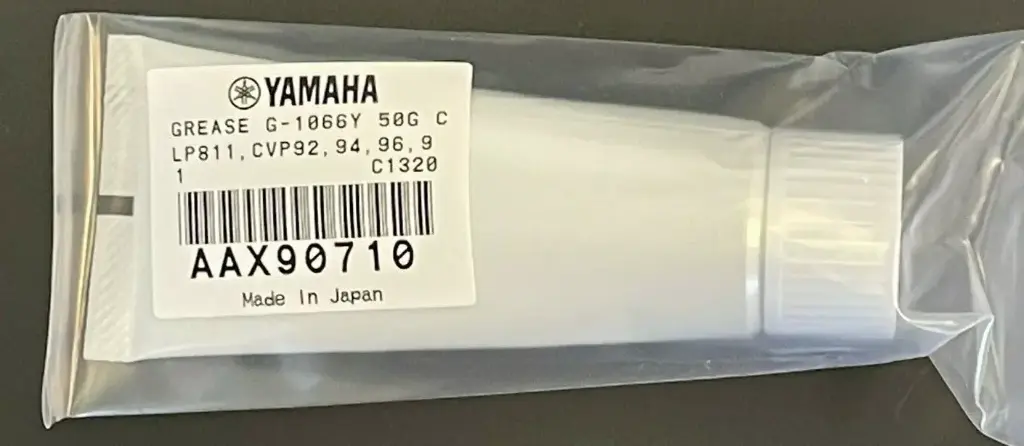 YAMAHA
GREASE G-1066Y 50G C
LP811,CVP92,94,96,9
1 C1320
AAX90710
Made In Japan